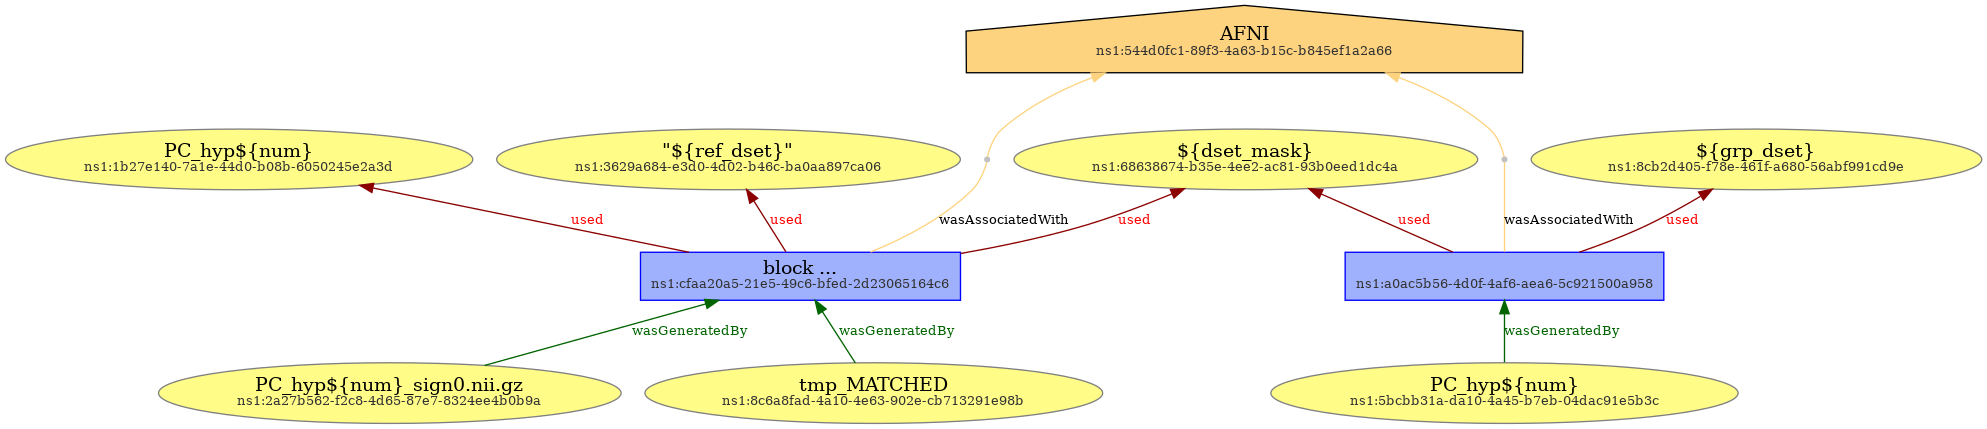 AFNI
ns1:544d0fc1-89f3-4a63-b15c-b845ef1a2a66
PC_hyp${num}
ns1:1b27e140-7a1e-44d0-b08b-6050245e2a3d
"${ref_dset}"
ns1:3629a684-e3d0-4d02-b46c-ba0aa897ca06
${dset_mask}
ns1:68638674-b35e-4ee2-ac81-93b0eed1dc4a
${grp_dset}
ns1:8cb2d405-f78e-461f-a680-56abf991cd9e
used
used
wasAssociatedWith
used
used
wasAssociatedWith
used
block ...
ns1:cfaa20a5-21e5-49c6-bfed-2d23065164c6
ns1:a0ac5b56-4d0f-4af6-aea6-5c921500a958
wasGeneratedBy
wasGeneratedBy
wasGeneratedBy
PC_hyp${num}_sign0.nii.gz
ns1:2a27b562-f2c8-4d65-87e7-8324ee4b0b9a
tmp_MATCHED
ns1:8c6a8fad-4a10-4e63-902e-cb713291e98b
PC_hyp${num}
ns1:5bcbb31a-da10-4a45-b7eb-04dac91e5b3c